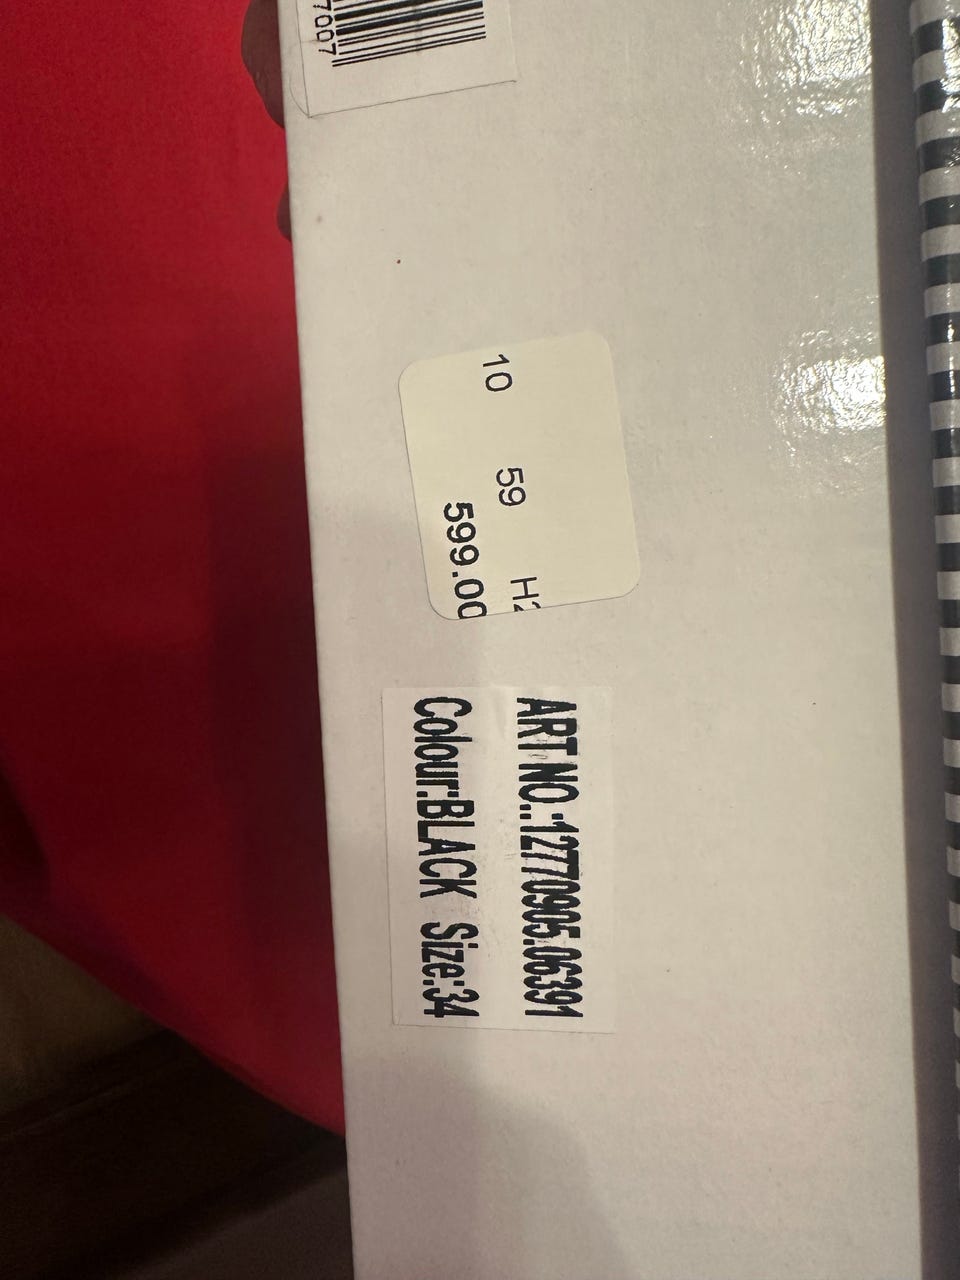 7007
10 59 H2
599.00
ART NO.:12770905.06391
Colour:BLACK Size:34